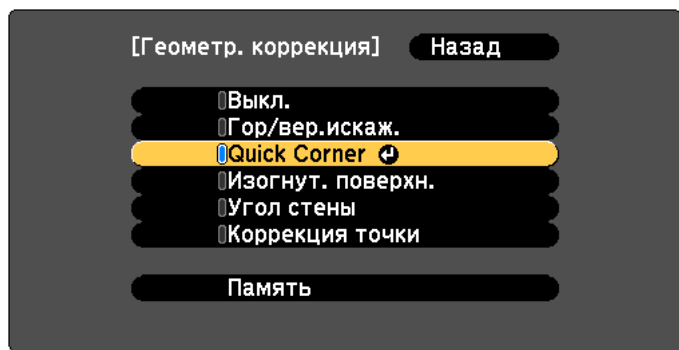 [Геометр. коррекция] Назад
Выкл.
Гор/вер.искаж.
Quick Corner
Изогнут. поверхн.
Угол стены
Коррекция точки
Память